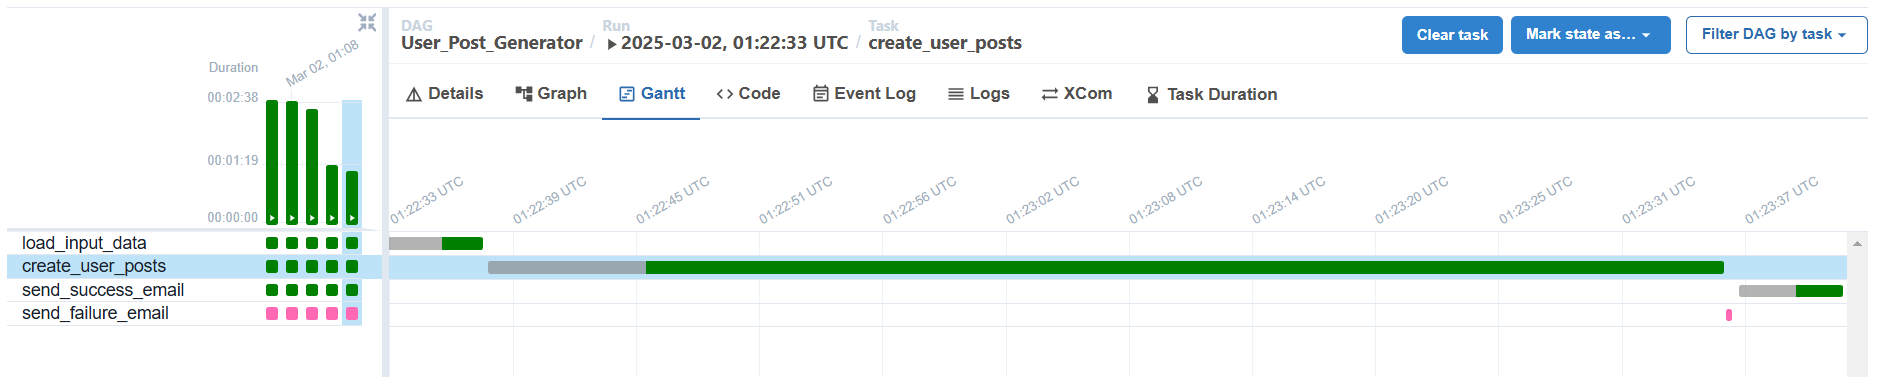 DAG
User_Post_Generator
/
Run
2025-03-02, 01:22:33 UTC
/
Task
create_user_posts
Clear task
Mark state as...
Filter DAG by task
Details
Graph
Gantt
Code
Event Log
Logs
XCom
Task Duration
Duration
Mar 02, 01:08
00:02:38
00:01:19
00:00:00
01:22:33 UTC
01:22:39 UTC
01:22:45 UTC
01:22:51 UTC
01:22:56 UTC
01:23:02 UTC
01:23:08 UTC
01:23:14 UTC
01:23:20 UTC
01:23:25 UTC
01:23:31 UTC
01:23:37 UTC
load_input_data
create_user_posts
send_success_email
send_failure_email